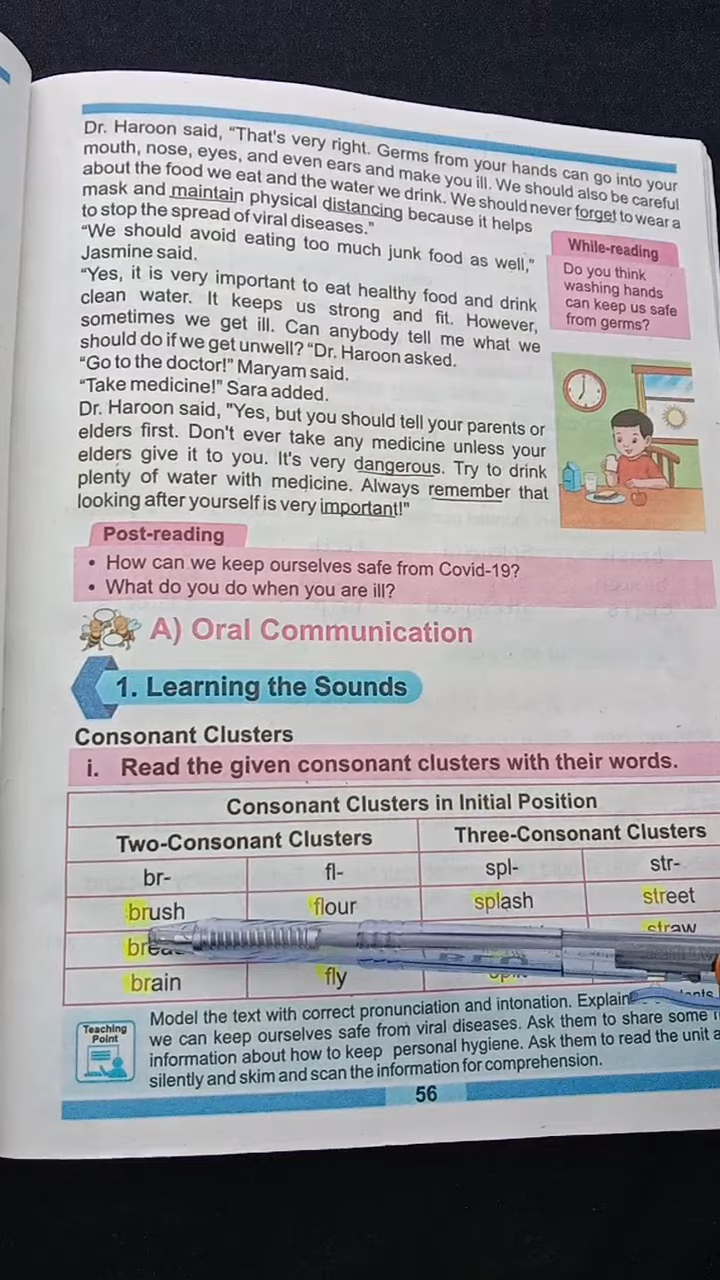 Dr. Haroon said, “That's very right. Germs from your hands can go into your
mouth, nose, eyes, and even ears and make you ill. We should also be careful
about the food we eat and the water we drink. We should never forget to wear a
mask and maintain physical distancing because it helps
to stop the spread of viral diseases.”
“We should avoid eating too much junk food as well,”
Jasmine said.
“Yes, it is very important to eat healthy food and drink
clean water. It keeps us strong and fit. However,
sometimes we get ill. Can anybody tell me what we
should do if we get unwell? “Dr. Haroon asked.
“Go to the doctor!” Maryam said.
“Take medicine!” Sara added.
Dr. Haroon said, "Yes, but you should tell your parents or
elders first. Don't ever take any medicine unless your
elders give it to you. It's very dangerous. Try to drink
plenty of water with medicine. Always remember that
looking after yourself is very important!"
While-reading
Do you think
washing hands
can keep us safe
from germs?
Post-reading
• How can we keep ourselves safe from Covid-19?
• What do you do when you are ill?
A) Oral Communication
1. Learning the Sounds
Consonant Clusters
i. Read the given consonant clusters with their words.
Consonant Clusters in Initial Position
Two-Consonant Clusters Three-Consonant Clusters
br- fl- spl- str-
brush flour splash street
straw
brain fly
Teaching
Point
Model the text with correct pronunciation and intonation. Explain
we can keep ourselves safe from viral diseases. Ask them to share some
information about how to keep personal hygiene. Ask them to read the unit
silently and skim and scan the information for comprehension.
56